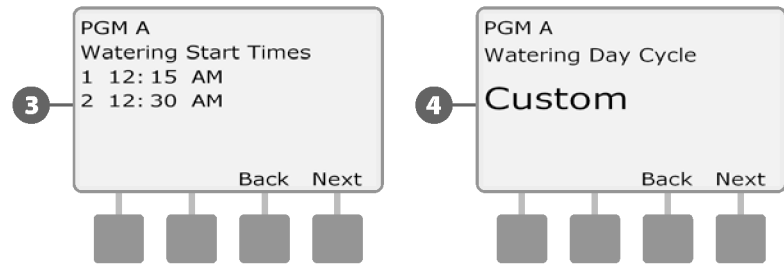 3
PGM A
Watering Start Times
1 12:15 AM
2 12:30 AM
Back Next
4
PGM A
Watering Day Cycle
Custom
Back Next